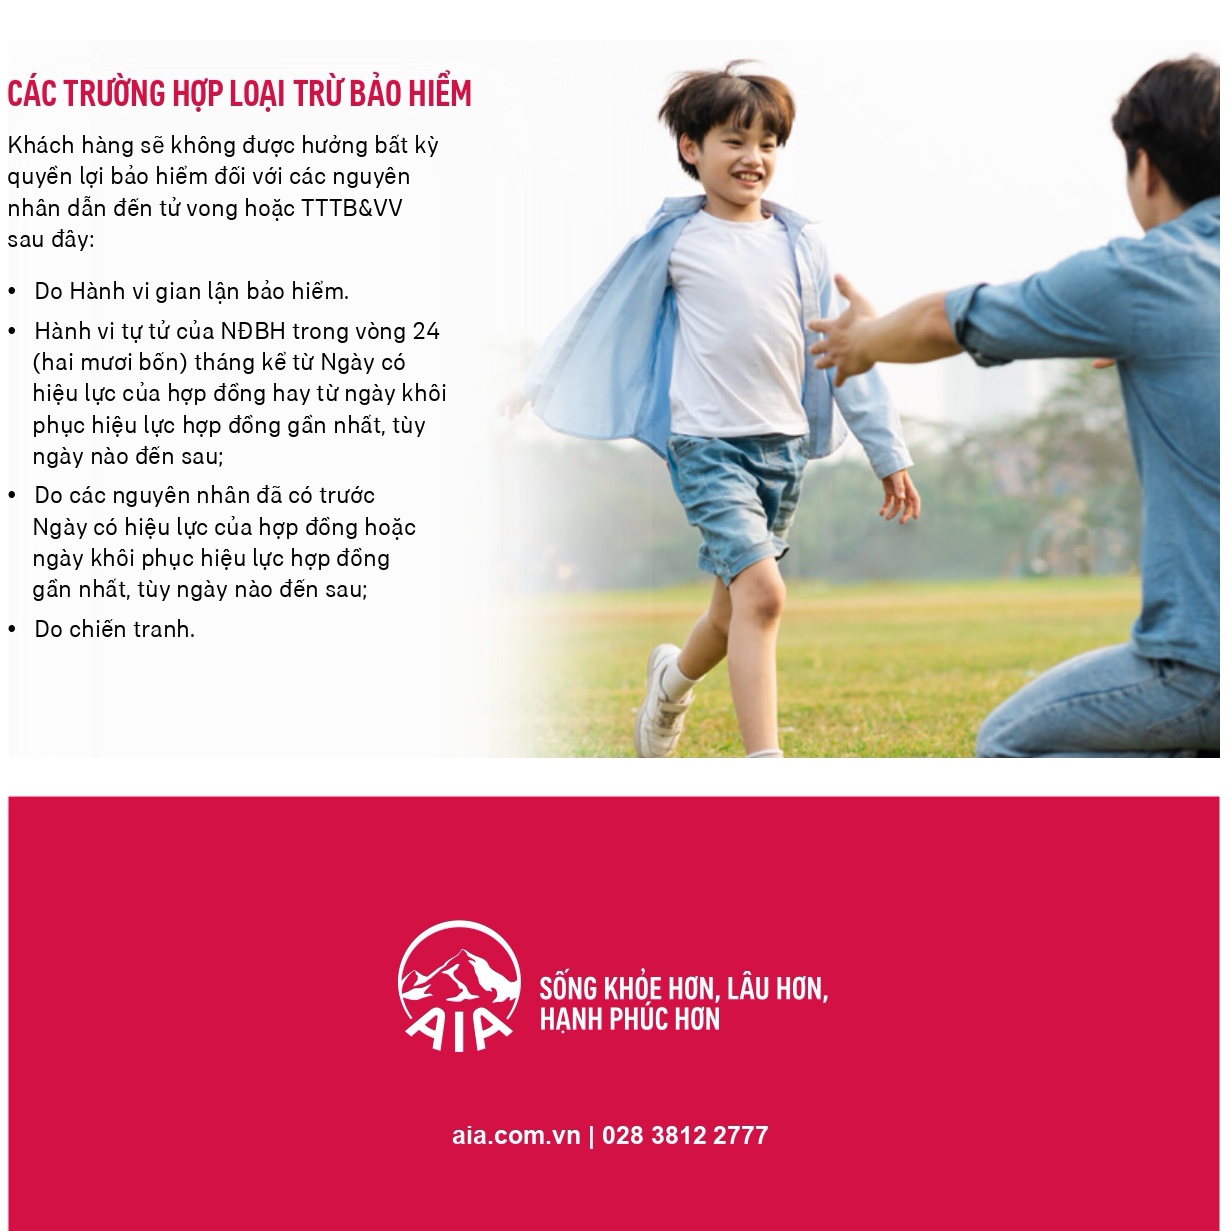 CÁC TRƯỜNG HỢP LOẠI TRỪ BẢO HIỂM
Khách hàng sẽ không được hưởng bất kỳ
quyền lợi bảo hiểm đối với các nguyên
nhân dẫn đến tử vong hoặc TTTB&VV
sau đây:
• Do Hành vi gian lận bảo hiểm.
• Hành vi tự tử của NĐBH trong vòng 24
(hai mươi bốn) tháng kể từ Ngày có
hiệu lực của hợp đồng hay từ ngày khôi
phục hiệu lực hợp đồng gần nhất, tùy
ngày nào đến sau;
• Do các nguyên nhân đã có trước
Ngày có hiệu lực của hợp đồng hoặc
ngày khôi phục hiệu lực hợp đồng
gần nhất, tùy ngày nào đến sau;
• Do chiến tranh.
SỐNG KHỎE HƠN, LÂU HƠN,
HẠNH PHÚC HƠN
AIA
aia.com.vn | 028 3812 2777